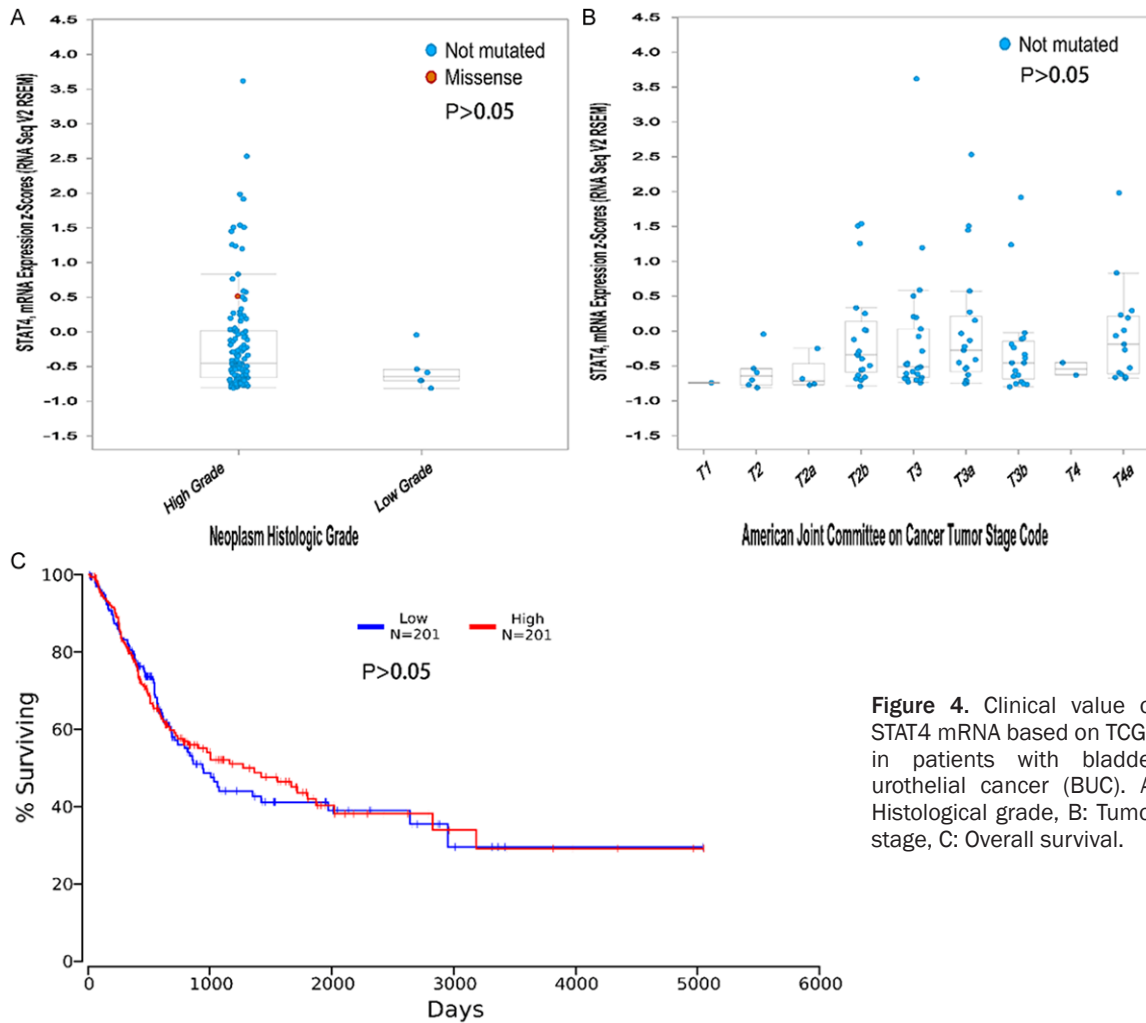 A
4.5
4.0
3.5
3.0
2.5
2.0
1.5
1.0
0.5
0.0
-0.5
-1.0
-1.5
STAT4, mRNA Expression z-Scores (RNA Seq V2 RSEM)
Not mutated
Missense
P>0.05
High Grade
Low Grade
Neoplasm Histologic Grade
B
4.5
4.0
3.5
3.0
2.5
2.0
1.5
1.0
0.5
0.0
-0.5
-1.0
-1.5
STAT4, mRNA Expression z-Scores (RNA Seq V2 RSEM)
Not mutated
P>0.05
T1
T2
T2a
T2b
T3
T3a
T3b
T4
T4a
American Joint Committee on Cancer Tumor Stage Code
C
100
80
60
40
20
0
% Surviving
Low
N=201
High
N=201
P>0.05
0 1000 2000 3000 4000 5000 6000
Days
Figure 4. Clinical value
STAT4 mRNA based on TCG
in patients with bladde
urothelial cancer (BUC).
Histological grade, B: Tumo
stage, C: Overall survival.